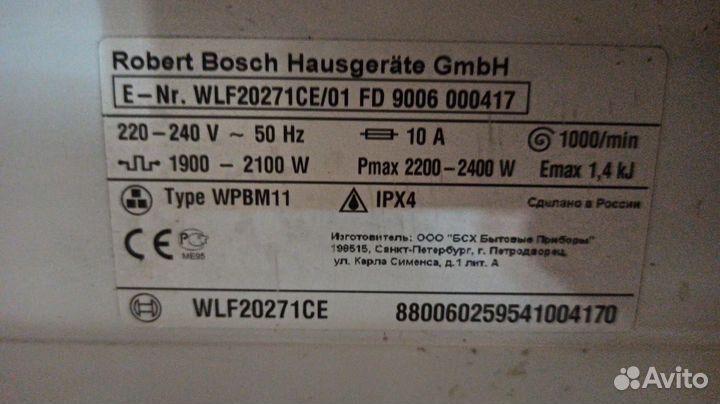 Robert Bosch Hausgeräte GmbH
E-Nr. WLF20271CE/01 FD 9006 000417
220-240 V ~ 50 Hz 10 A 1000/min
1900 - 2100 W Pmax 2200-2400 W Emax 1,4 kJ
Type WPBM11 IPX4 Сделано в России
CE РС ME95
Изготовитель: ООО "БСХ Бытовые Приборы"
198515, Санкт-Петербург, г. Петродворец,
ул. Карла Сименса, д.1 лит. А
WLF20271CE 880060259541004170
Avito